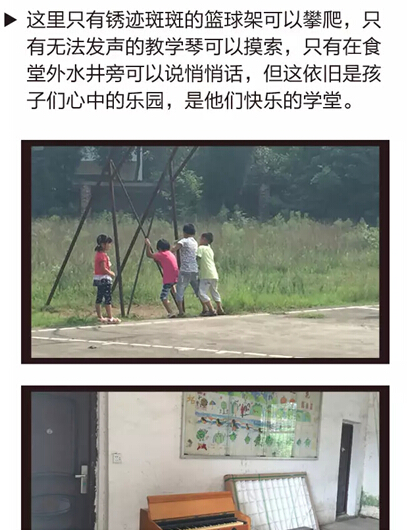 ▶ 这里只有锈迹斑斑的篮球架可以攀爬，只
有无法发声的教学琴可以摸索，只有在食
堂外水井旁可以说悄悄话，但这依旧是孩
子们心中的乐园，是他们快乐的学堂。